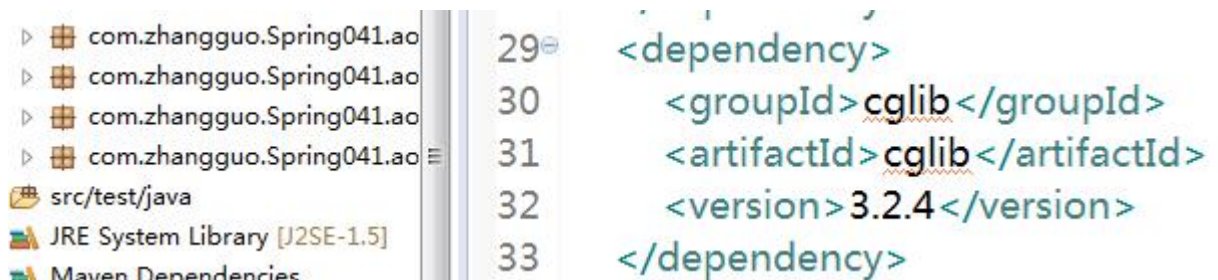 com.zhangguo.Spring041.ao
com.zhangguo.Spring041.ao
com.zhangguo.Spring041.ao
com.zhangguo.Spring041.ao
src/test/java
JRE System Library [J2SE-1.5]
Maven Dependencies
29 <dependency>
30 <groupId>cglib</groupId>
31 <artifactId>cglib</artifactId>
32 <version>3.2.4</version>
33 </dependency>